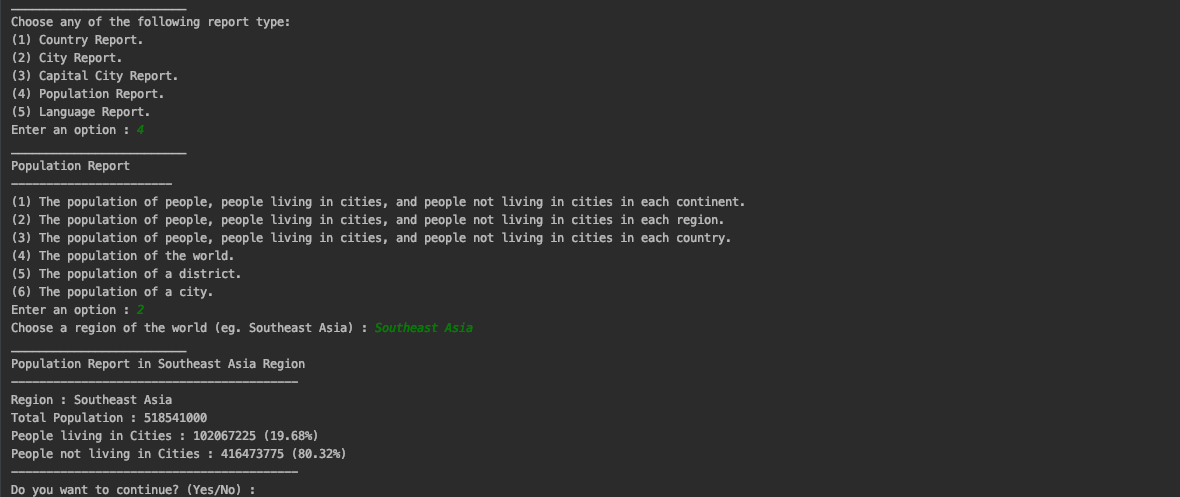 Choose any of the following report type:
(1) Country Report.
(2) City Report.
(3) Capital City Report.
(4) Population Report.
(5) Language Report.
Enter an option : 4
Population Report
(1) The population of people, people living in cities, and people not living in cities in each continent.
(2) The population of people, people living in cities, and people not living in cities in each region.
(3) The population of people, people living in cities, and people not living in cities in each country.
(4) The population of the world.
(5) The population of a district.
(6) The population of a city.
Enter an option : 2
Choose a region of the world (eg. Southeast Asia) : Southeast Asia
Population Report in Southeast Asia Region
Region : Southeast Asia
Total Population : 518541000
People living in Cities : 102067225 (19.68%)
People not living in Cities : 416473775 (80.32%)
Do you want to continue? (Yes/No) :